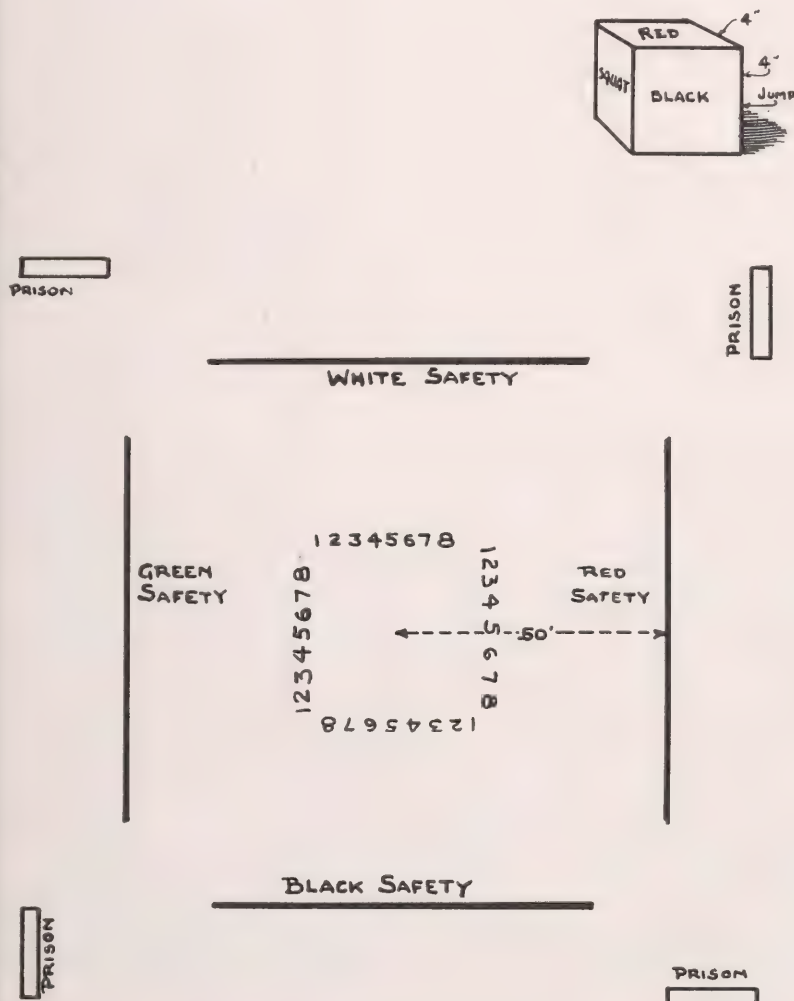 4"
RED
4"
SQUAT
BLACK
JUMP
PRISON
PRISON
WHITE SAFETY
12345678
12345678
12345678
GREEN
SAFETY
RED
SAFETY
50'
12345678
BLACK SAFETY
PRISON
PRISON